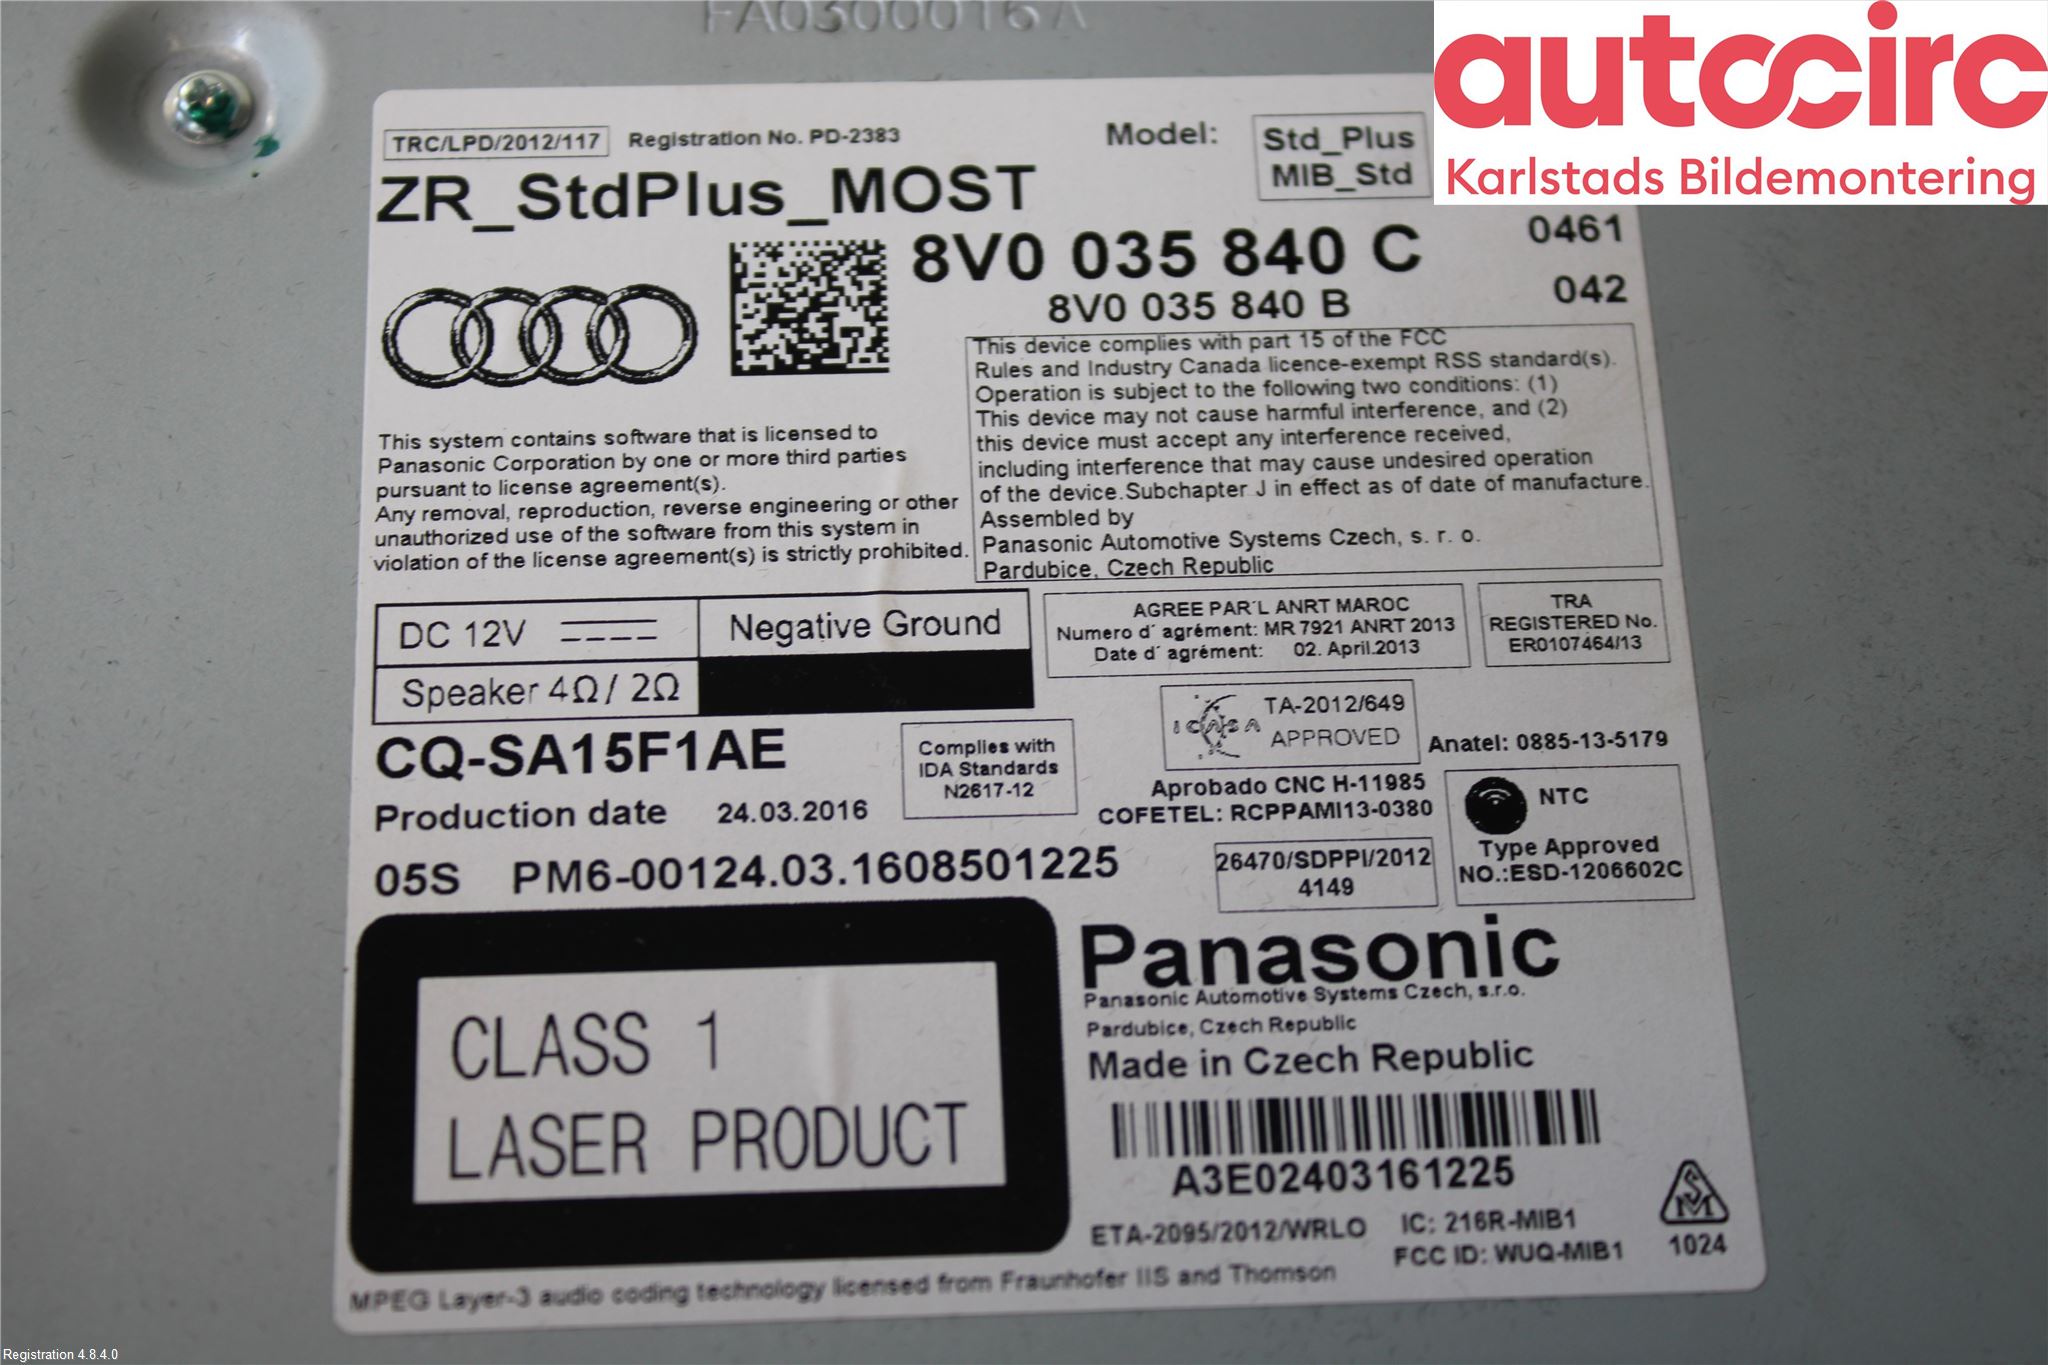 FA0300016A
autocirc
Karlstads Bildemontering
TRC/LPD/2012/117
Registration No. PD-2383
Model:
Std_Plus
MIB_Std
ZR_StdPlus_MOST
8V0 035 840 C
0461
8V0 035 840 B
042
This device complies with part 15 of the FCC
Rules and Industry Canada licence-exempt RSS standard(s).
Operation is subject to the following two conditions: (1)
This device may not cause harmful interference, and (2)
this device must accept any interference received,
including interference that may cause undesired operation
of the device.Subchapter J in effect as of date of manufacture.
Assembled by
Panasonic Automotive Systems Czech, s. r. o.
Pardubice, Czech Republic
This system contains software that is licensed to
Panasonic Corporation by one or more third parties
pursuant to license agreement(s).
Any removal, reproduction, reverse engineering or other
unauthorized use of the software from this system in
violation of the license agreement(s) is strictly prohibited.
DC 12V
Negative Ground
Speaker 4Ω / 2Ω
AGREE PAR´L ANRT MAROC
Numero d´ agrément: MR 7921 ANRT 2013
Date d´ agrément: 02. April.2013
TRA
REGISTERED No.
ER0107464/13
ICASA
TA-2012/649
APPROVED
Anatel: 0885-13-5179
CQ-SA15F1AE
Complies with
IDA Standards
N2617-12
Aprobado CNC H-11985
COFETEL: RCPPAMI13-0380
NTC
Type Approved
NO.:ESD-1206602C
Production date 24.03.2016
26470/SDPPI/2012
4149
05S PM6-00124.03.1608501225
CLASS 1
LASER PRODUCT
Panasonic
Panasonic Automotive Systems Czech, s.r.o.
Pardubice, Czech Republic
Made in Czech Republic
A3E02403161225
ETA-2095/2012/WRLO
IC: 216R-MIB1
FCC ID: WUQ-MIB1
SM
1024
MPEG Layer-3 audio coding technology licensed from Fraunhofer IIS and Thomson
Registration 4.8.4.0